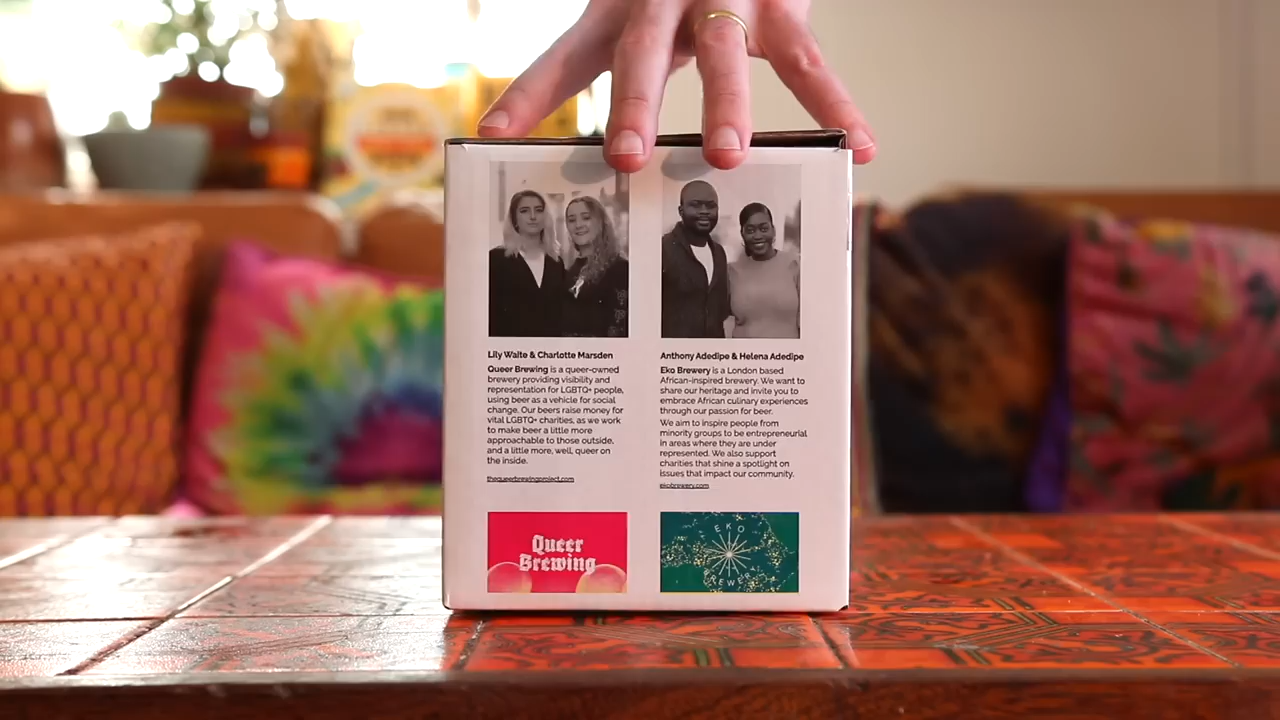 Lily Waite & Charlotte Marsden
Queer Brewing is a queer-owned
brewery providing visibility and
representation for LGBTQ+ people,
using beer as a vehicle for social
change. Our beers raise money for
vital LGBTQ+ charities, as we work
to make beer a little more
approachable to those outside,
and a little more, well, queer on
the inside.
thequeerbrewingproject.com
Queer
Brewing
Anthony Adedipe & Helena Adedipe
Eko Brewery is a London based
African-inspired brewery. We want to
share our heritage and invite you to
embrace African culinary experiences
through our passion for beer.
We aim to inspire people from
minority groups to be entrepreneurial
in areas where they are under
represented. We also support
charities that shine a spotlight on
issues that impact our community.
ekobrewery.com
EKO
BREWERY